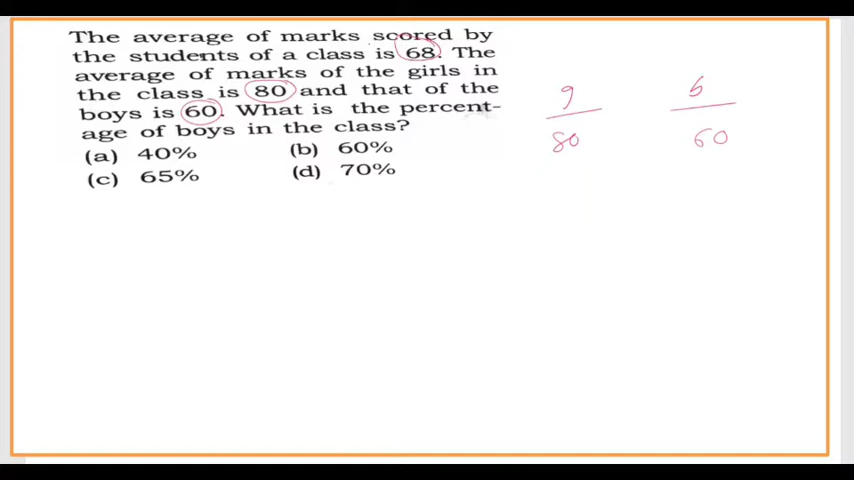 The average of marks scored by
the students of a class is 68. The
average of marks of the girls in
the class is 80 and that of the
boys is 60. What is the percent-
age of boys in the class?
(a) 40% (b) 60%
(c) 65% (d) 70%
g b
80 60